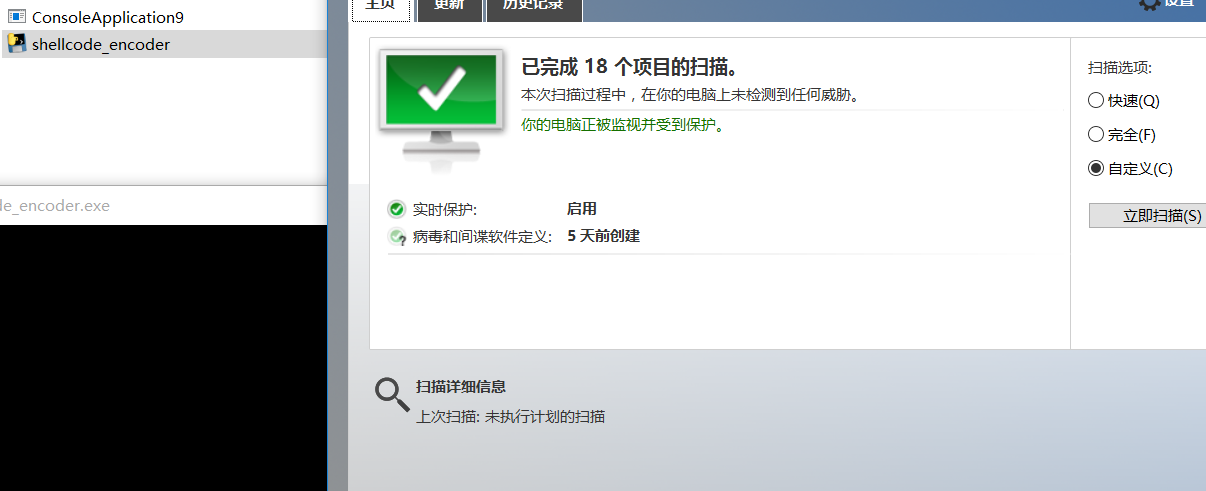 ConsoleApplication9
shellcode_encoder
de_encoder.exe
主页
更新
历史记录
设置
已完成 18 个项目的扫描。
本次扫描过程中，在你的电脑上未检测到任何威胁。
你的电脑正被监视并受到保护。
实时保护: 启用
病毒和间谍软件定义: 5 天前创建
扫描选项:
快速(Q)
完全(F)
自定义(C)
立即扫描(S)
扫描详细信息
上次扫描: 未执行计划的扫描